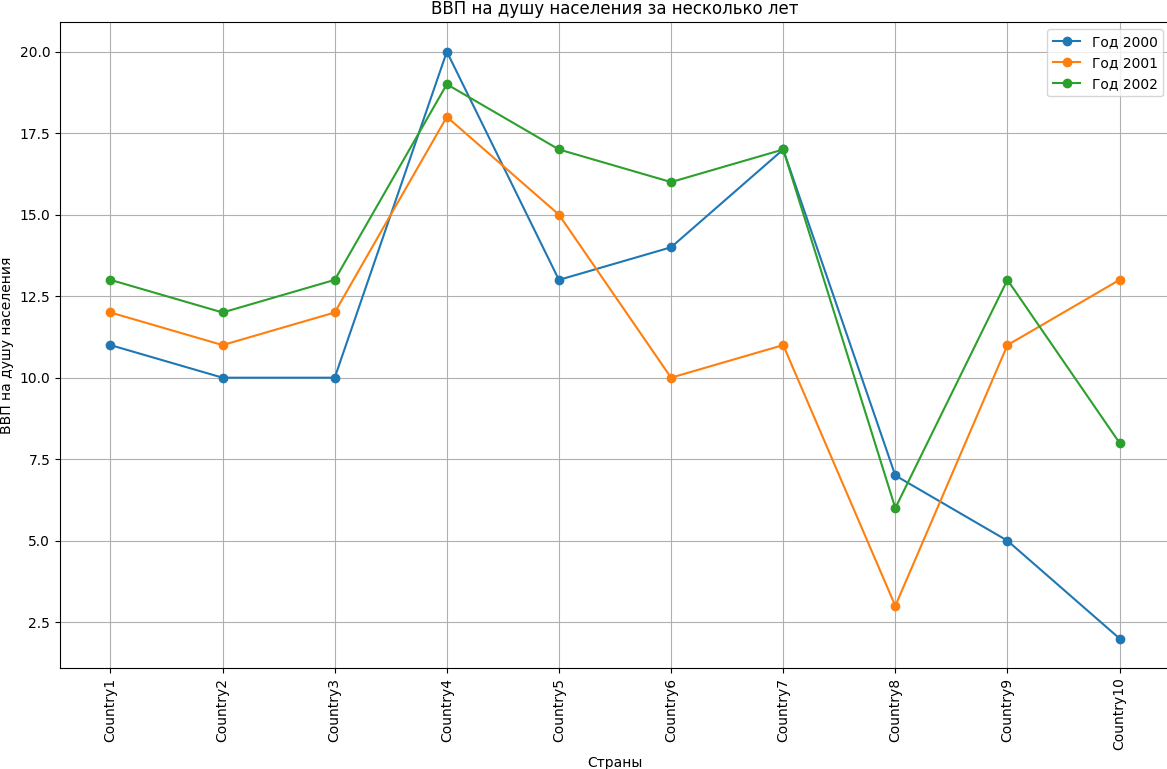 ВВП на душу населения за несколько лет
Год 2000
Год 2001
Год 2002
ВВП на душу населения
20.0
17.5
15.0
12.5
10.0
7.5
5.0
2.5
Country1
Country2
Country3
Country4
Country5
Country6
Country7
Country8
Country9
Country10
Страны